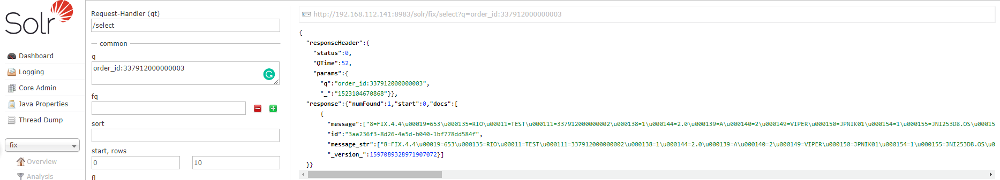 Solr
Dashboard
Logging
Core Admin
Java Properties
Thread Dump
fix
Overview
Analysis
Request-Handler (qt)
/select
common
q
order_id:337912000000003
fq
sort
start, rows
0
10
fl
http://192.168.112.141:8983/solr/fix/select?q=order_id:337912000000003
{
"responseHeader":{
"status":0,
"QTime":52,
"params":{
"q":"order_id:337912000000003",
"_":"1523104670868"}},
"response":{"numFound":1,"start":0,"docs":[
{
"message":["8=FIX.4.4\u00019=653\u000135=RIO\u00011=TEST\u000111=337912000000002\u000138=1\u000144=2.0\u000139=A\u000140=2\u000149=VIPER\u000150=JPNIK01\u000154=1\u000155=JNI253D8.OS\u00015
"id":"3aa236f3-8d26-4a5d-b040-1bf778dd584f",
"message_str":["8=FIX.4.4\u00019=653\u000135=RIO\u00011=TEST\u000111=337912000000002\u000138=1\u000144=2.0\u000139=A\u000140=2\u000149=VIPER\u000150=JPNIK01\u000154=1\u000155=JNI253D8.OS\u0
"_version_":1597089328971907072}]
}}